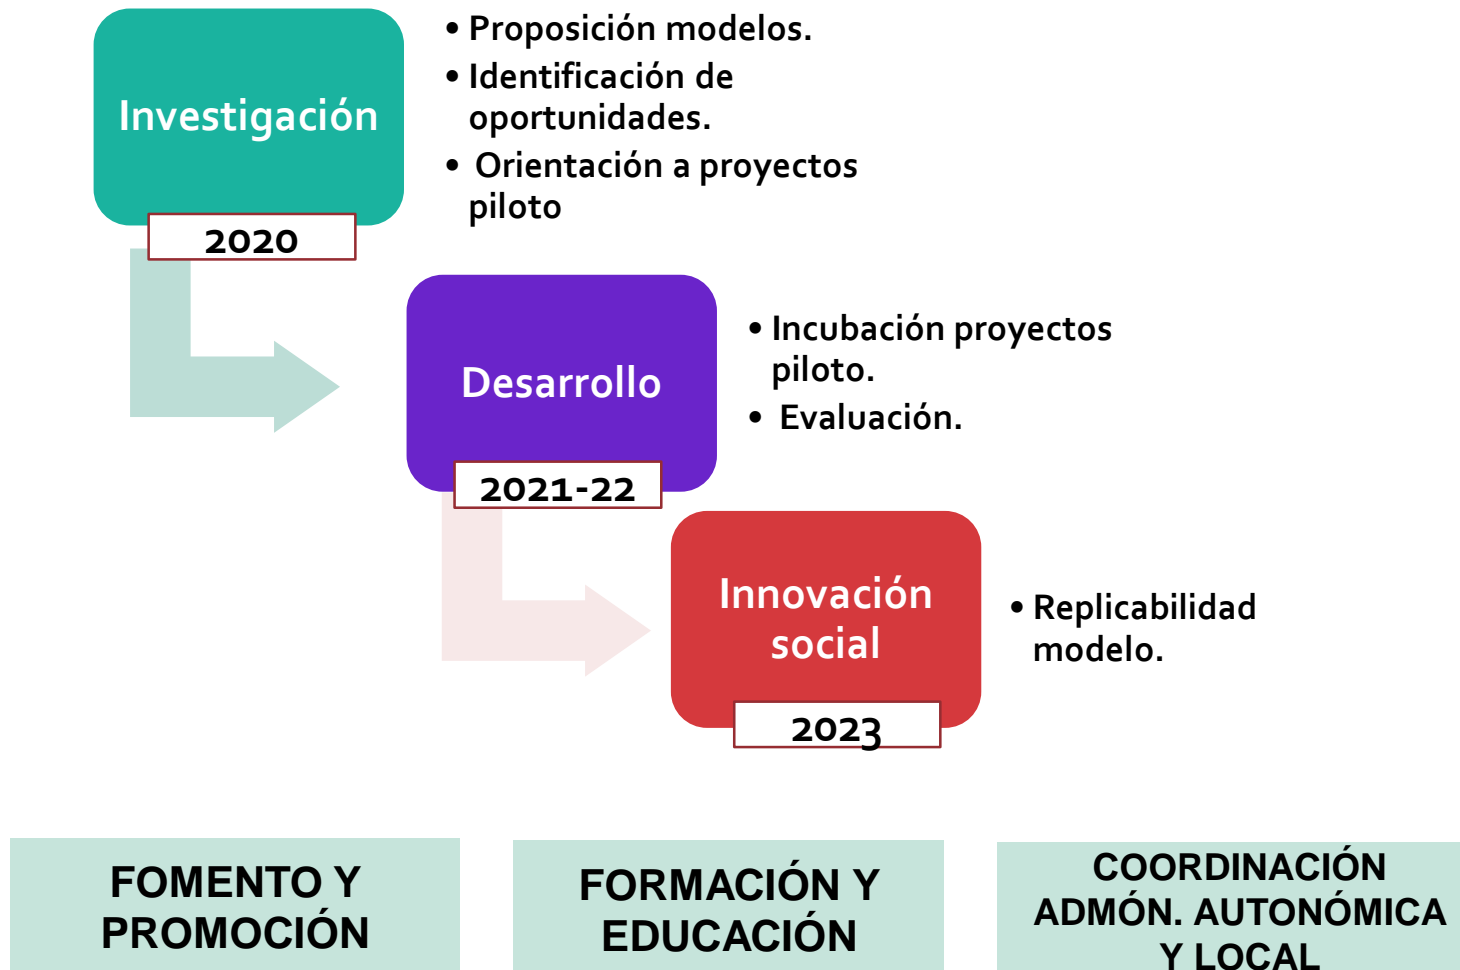 Investigación
2020
• Proposición modelos.
• Identificación de
oportunidades.
• Orientación a proyectos
piloto
Desarrollo
2021-22
• Incubación proyectos
piloto.
• Evaluación.
Innovación
social
2023
• Replicabilidad
modelo.
FOMENTO Y
PROMOCIÓN
FORMACIÓN Y
EDUCACIÓN
COORDINACIÓN
ADMÓN. AUTONÓMICA
Y LOCAL